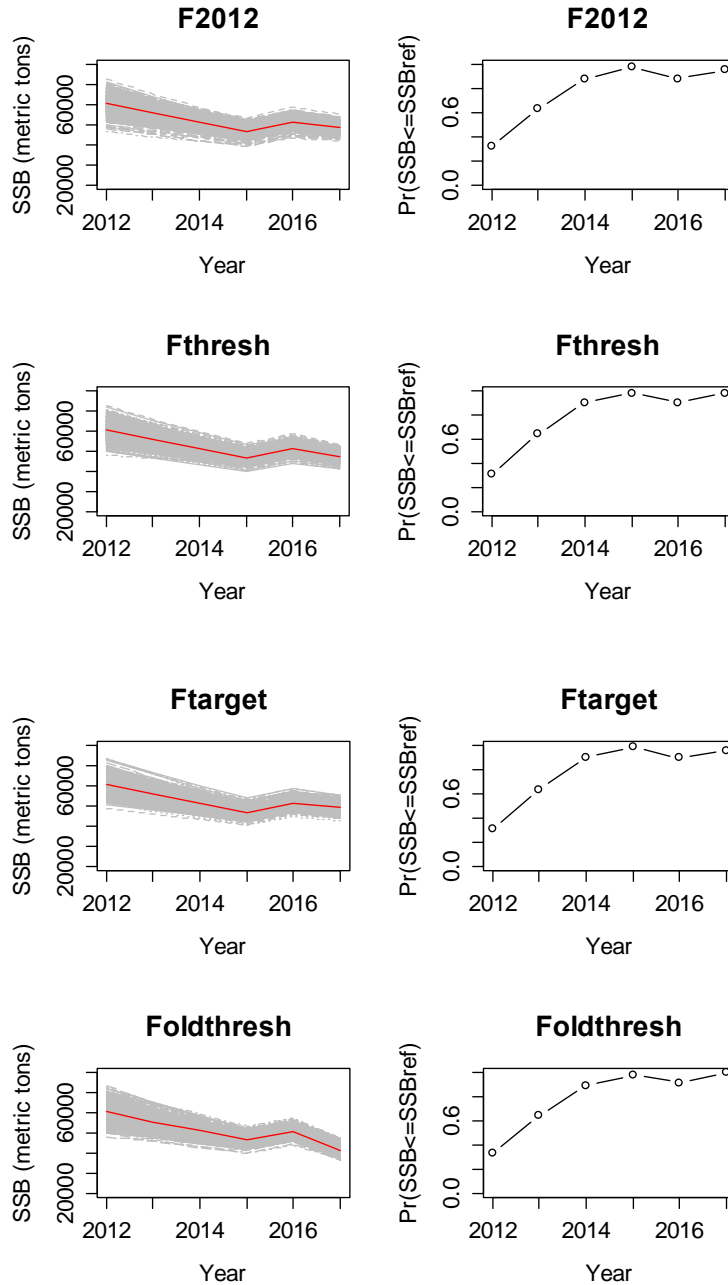 F2012
SSB (metric tons)
60000
20000
2012 2014 2016
Year
F2012
Pr(SSB<=SSBref)
0.6
0.0
2012 2014 2016
Year
Fthresh
SSB (metric tons)
60000
20000
2012 2014 2016
Year
Fthresh
Pr(SSB<=SSBref)
0.6
0.0
2012 2014 2016
Year
Ftarget
SSB (metric tons)
60000
20000
2012 2014 2016
Year
Ftarget
Pr(SSB<=SSBref)
0.6
0.0
2012 2014 2016
Year
Foldthresh
SSB (metric tons)
60000
20000
2012 2014 2016
Year
Foldthresh
Pr(SSB<=SSBref)
0.6
0.0
2012 2014 2016
Year